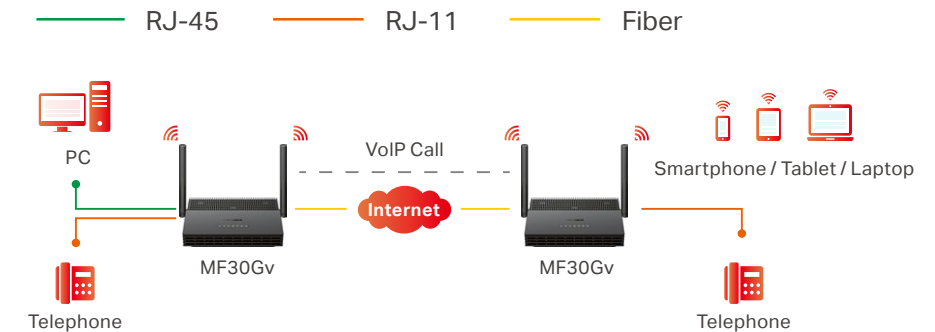 RJ-45 RJ-11 Fiber
PC
VoIP Call
Smartphone / Tablet / Laptop
Internet
MF30Gv MF30Gv
Telephone Telephone